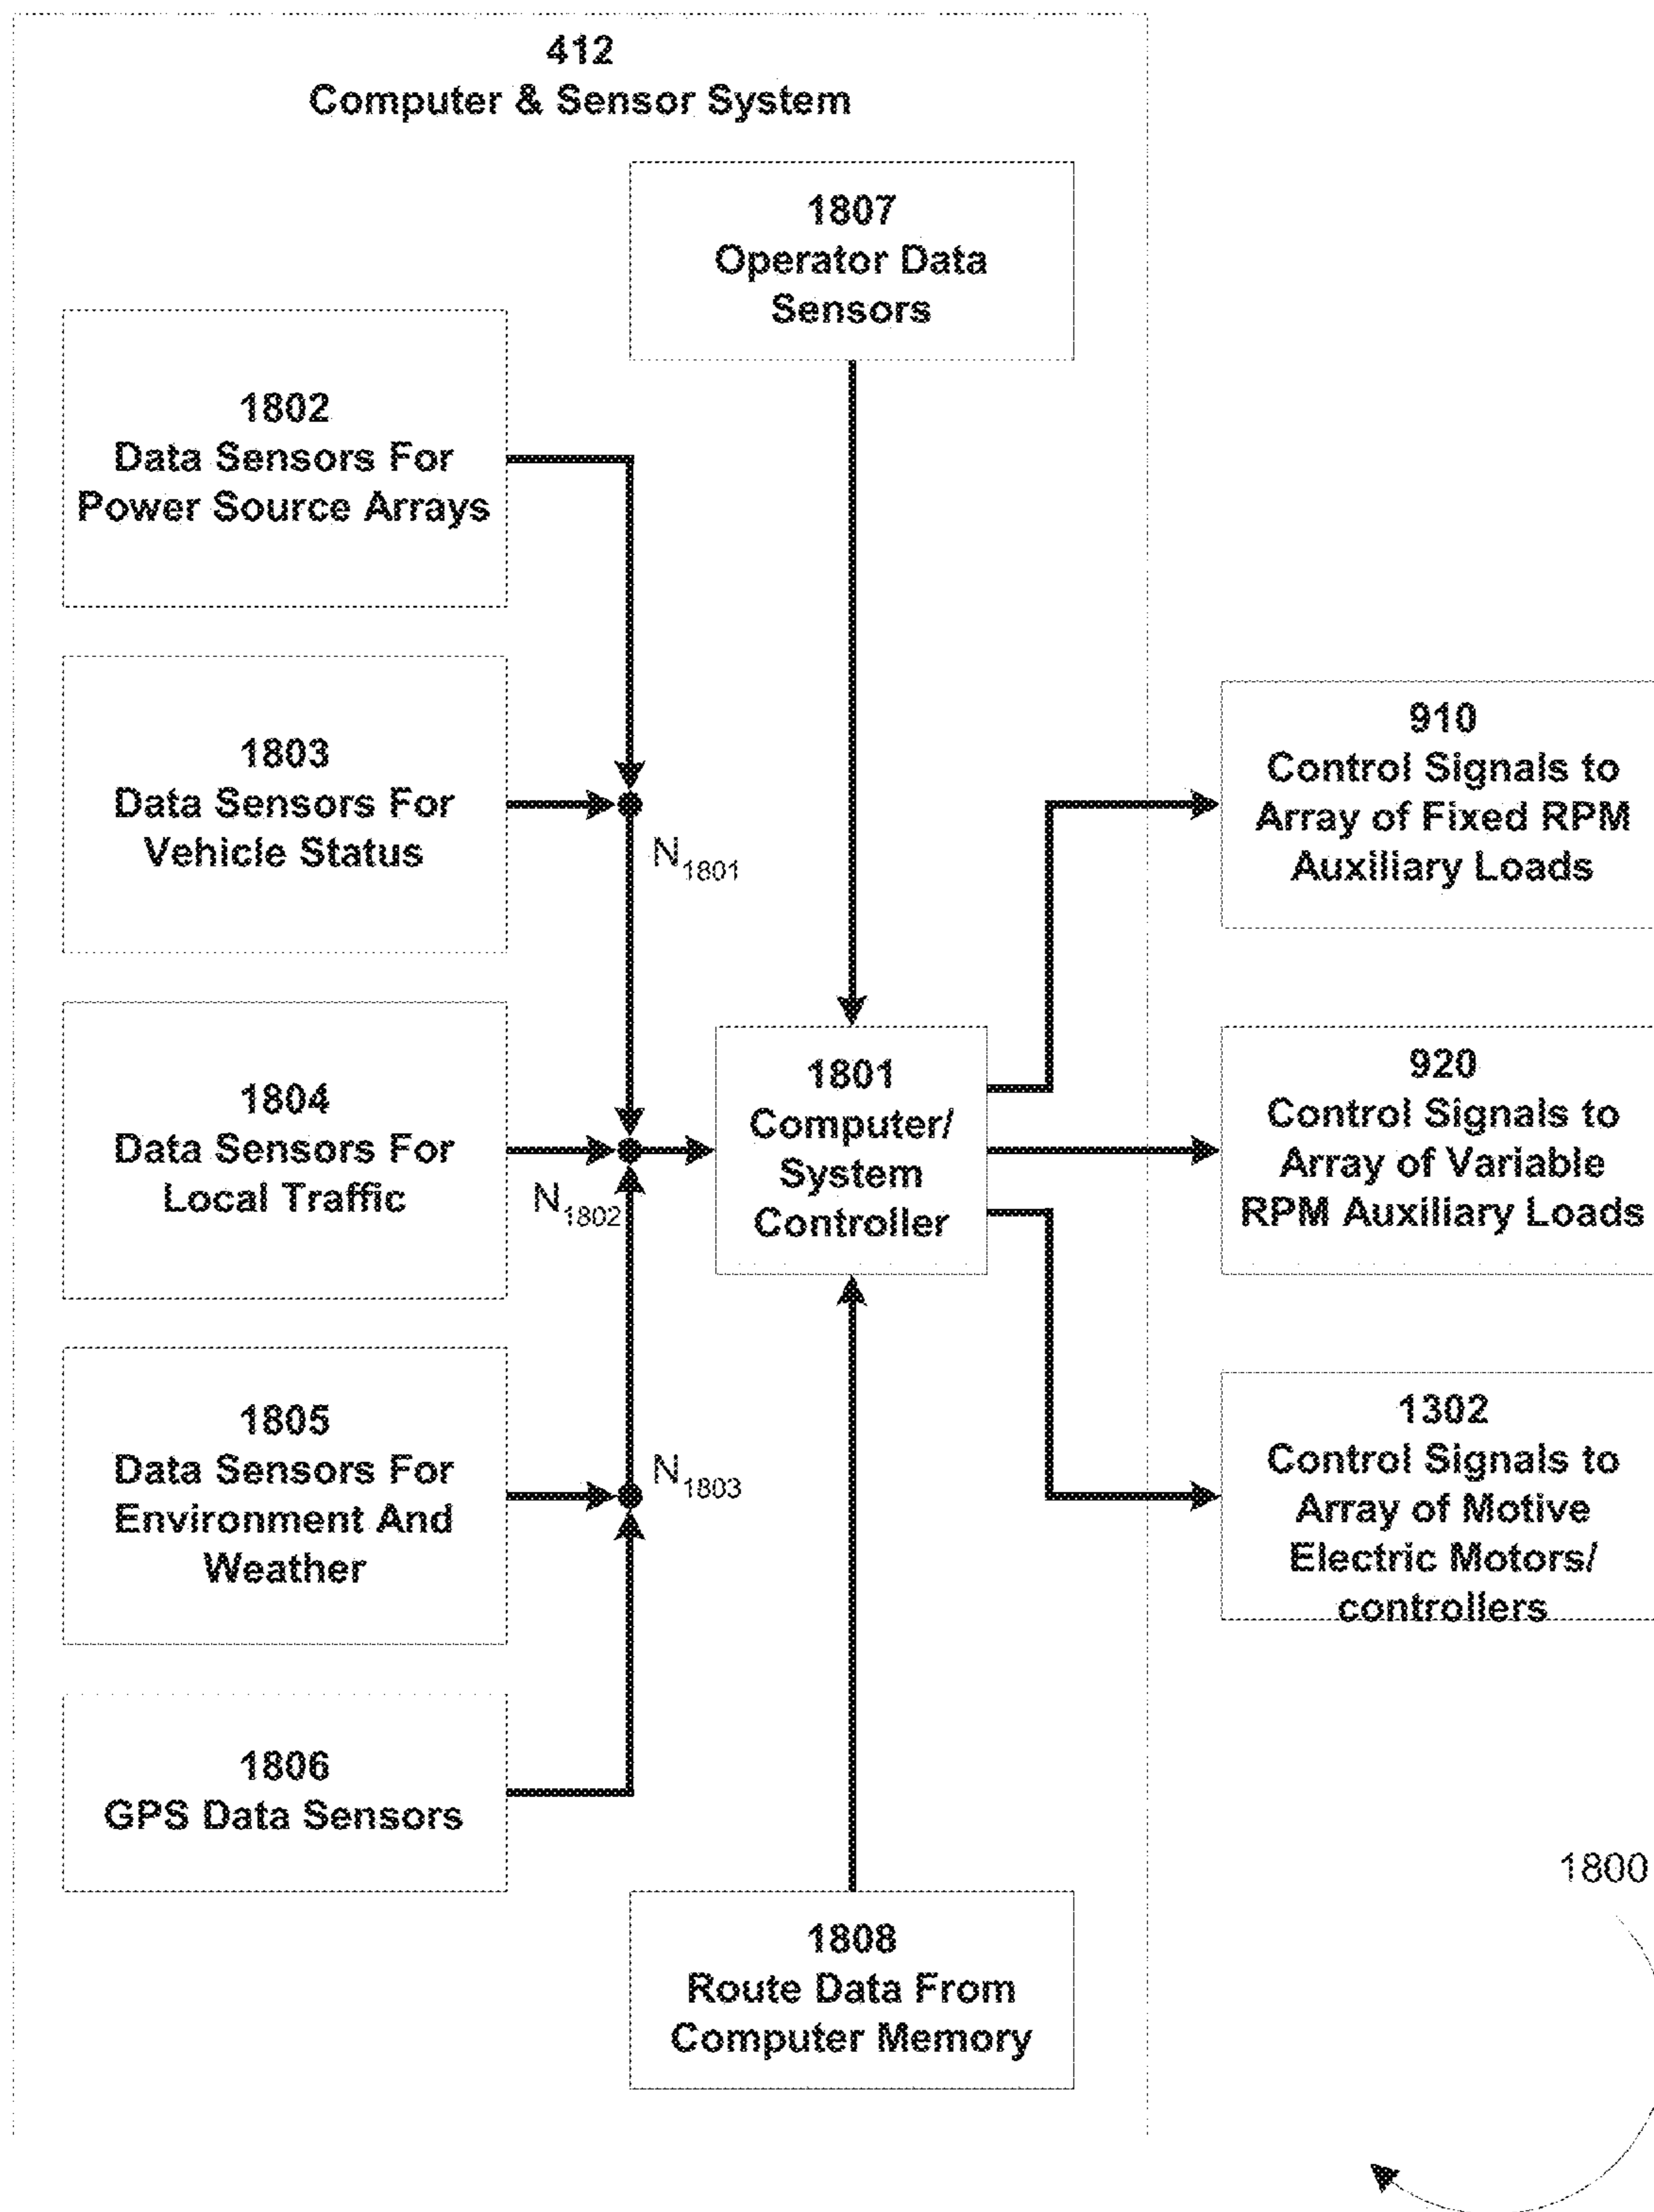 412
Computer & Sensor System
1807
Operator Data
Sensors
1802
Data Sensors For
Power Source Arrays
1803
Data Sensors For
Vehicle Status
N1801
1804
Data Sensors For
Local Traffic
N1802
1805
Data Sensors For
Environment And
Weather
N1803
1806
GPS Data Sensors
1801
Computer/
System
Controller
1808
Route Data From
Computer Memory
910
Control Signals to
Array of Fixed RPM
Auxiliary Loads
920
Control Signals to
Array of Variable
RPM Auxiliary Loads
1302
Control Signals to
Array of Motive
Electric Motors/
controllers
1800